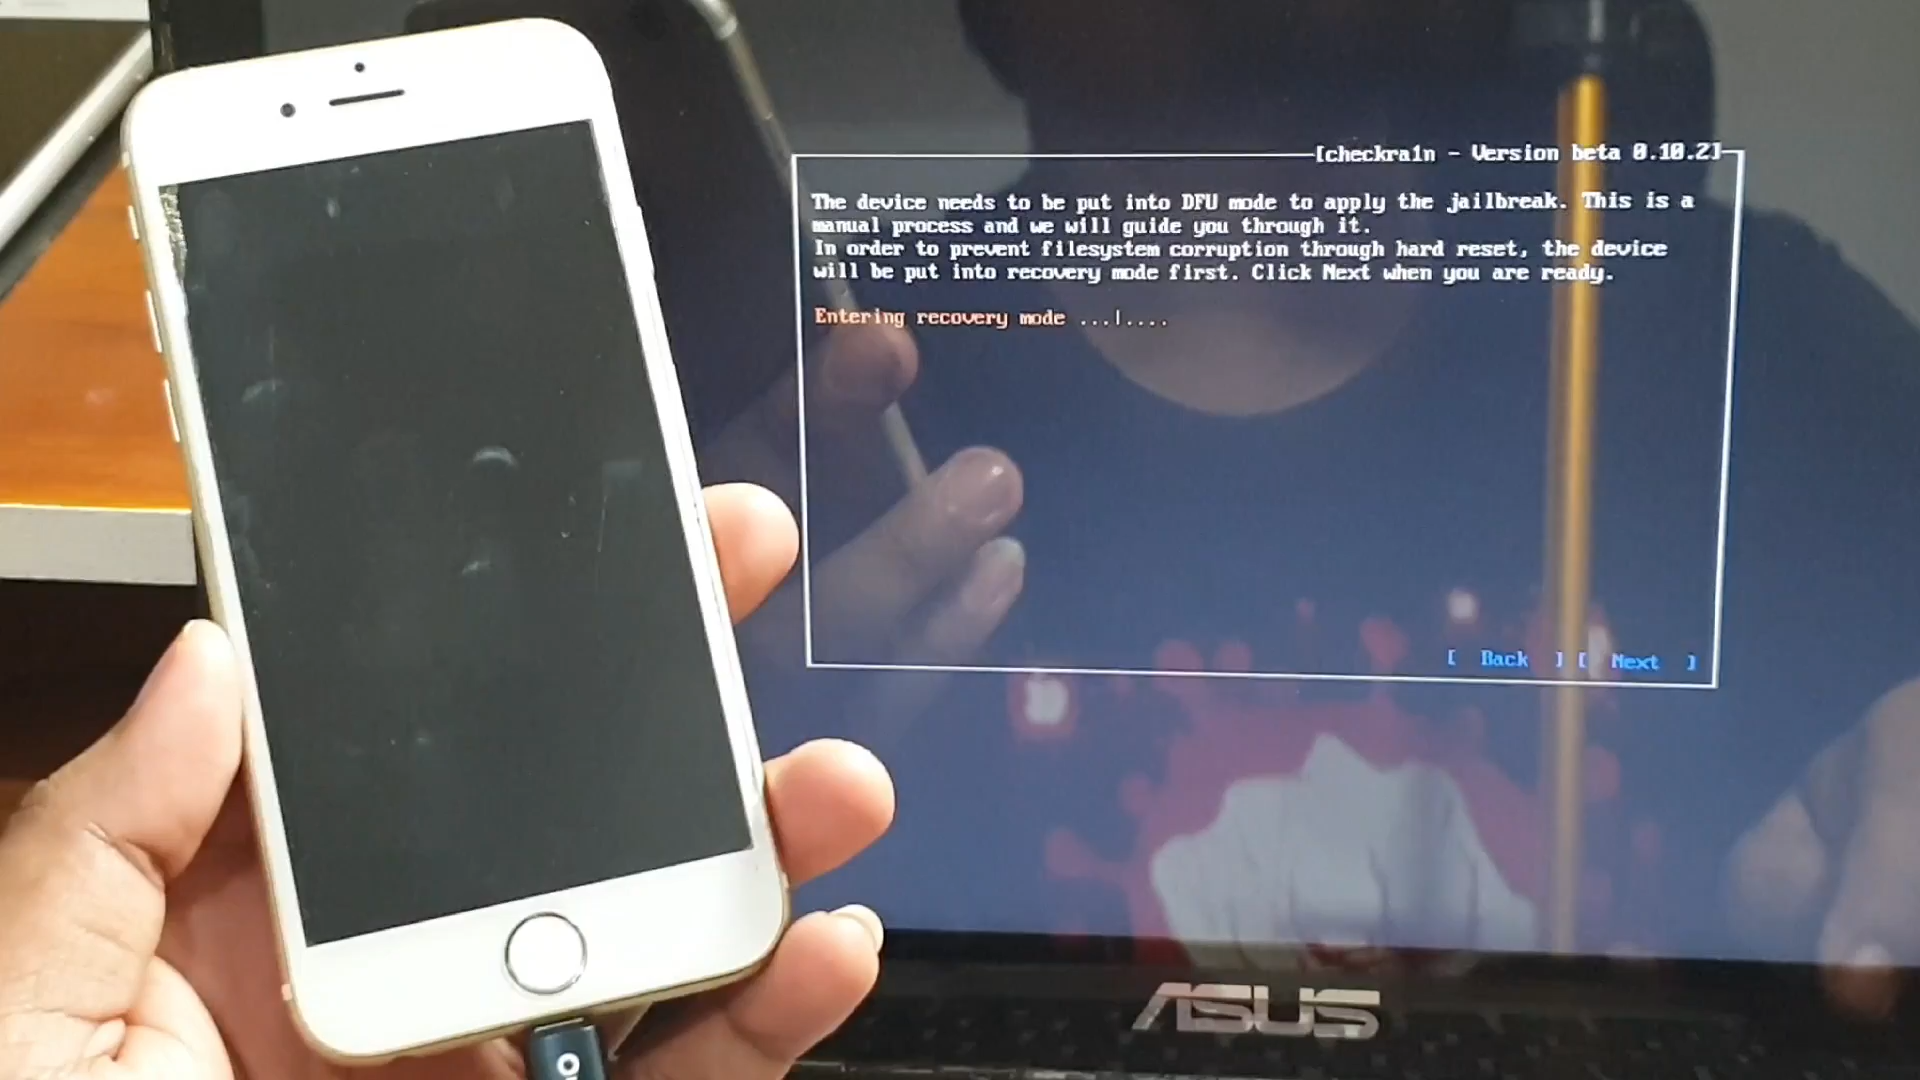 [checkra1n - Version beta 0.10.2]
The device needs to be put into DFU mode to apply the jailbreak. This is a
manual process and we will guide you through it.
In order to prevent filesystem corruption through hard reset, the device
will be put into recovery mode first. Click Next when you are ready.
Entering recovery mode ...|....
[ Back ] [ Next ]
ASUS